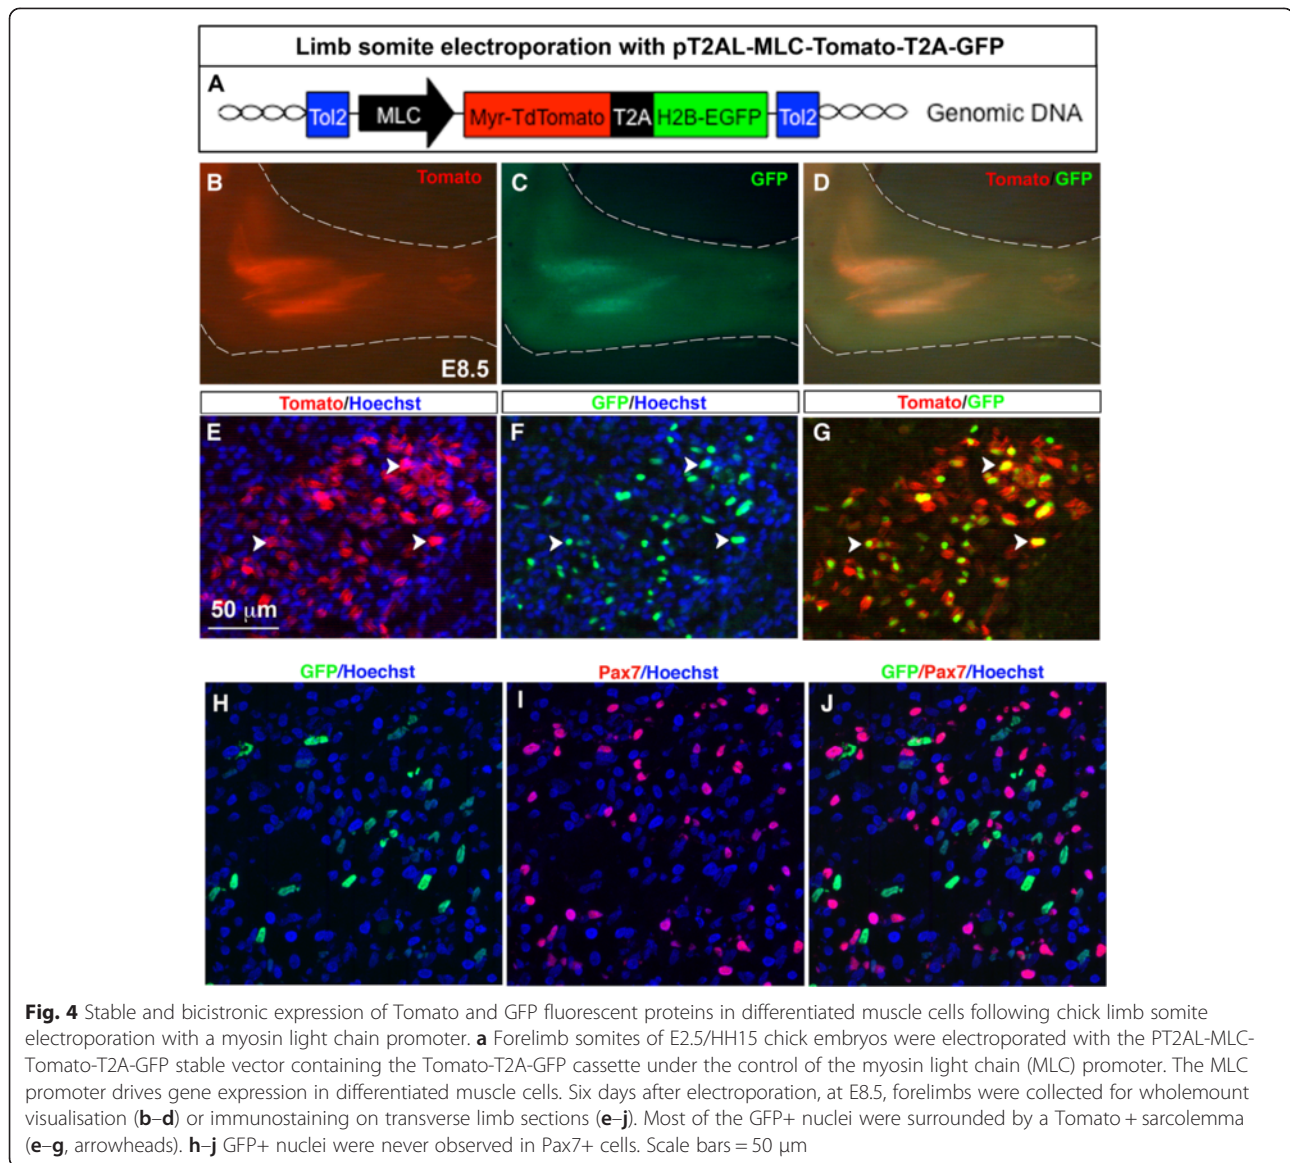 Limb somite electroporation with pT2AL-MLC-Tomato-T2A-GFP
A
Tol2 MLC Myr-TdTomato T2A H2B-EGFP Tol2 Genomic DNA
B Tomato C GFP D Tomato/GFP
E8.5
Tomato/Hoechst GFP/Hoechst Tomato/GFP
E F G
50 μm
GFP/Hoechst Pax7/Hoechst GFP/Pax7/Hoechst
H I J
Fig. 4 Stable and bicistronic expression of Tomato and GFP fluorescent proteins in differentiated muscle cells following chick limb somite
electroporation with a myosin light chain promoter. a Forelimb somites of E2.5/HH15 chick embryos were electroporated with the PT2AL-MLC-
Tomato-T2A-GFP stable vector containing the Tomato-T2A-GFP cassette under the control of the myosin light chain (MLC) promoter. The MLC
promoter drives gene expression in differentiated muscle cells. Six days after electroporation, at E8.5, forelimbs were collected for wholemount
visualisation (b–d) or immunostaining on transverse limb sections (e–j). Most of the GFP+ nuclei were surrounded by a Tomato + sarcolemma
(e–g, arrowheads). h–j GFP+ nuclei were never observed in Pax7+ cells. Scale bars = 50 μm